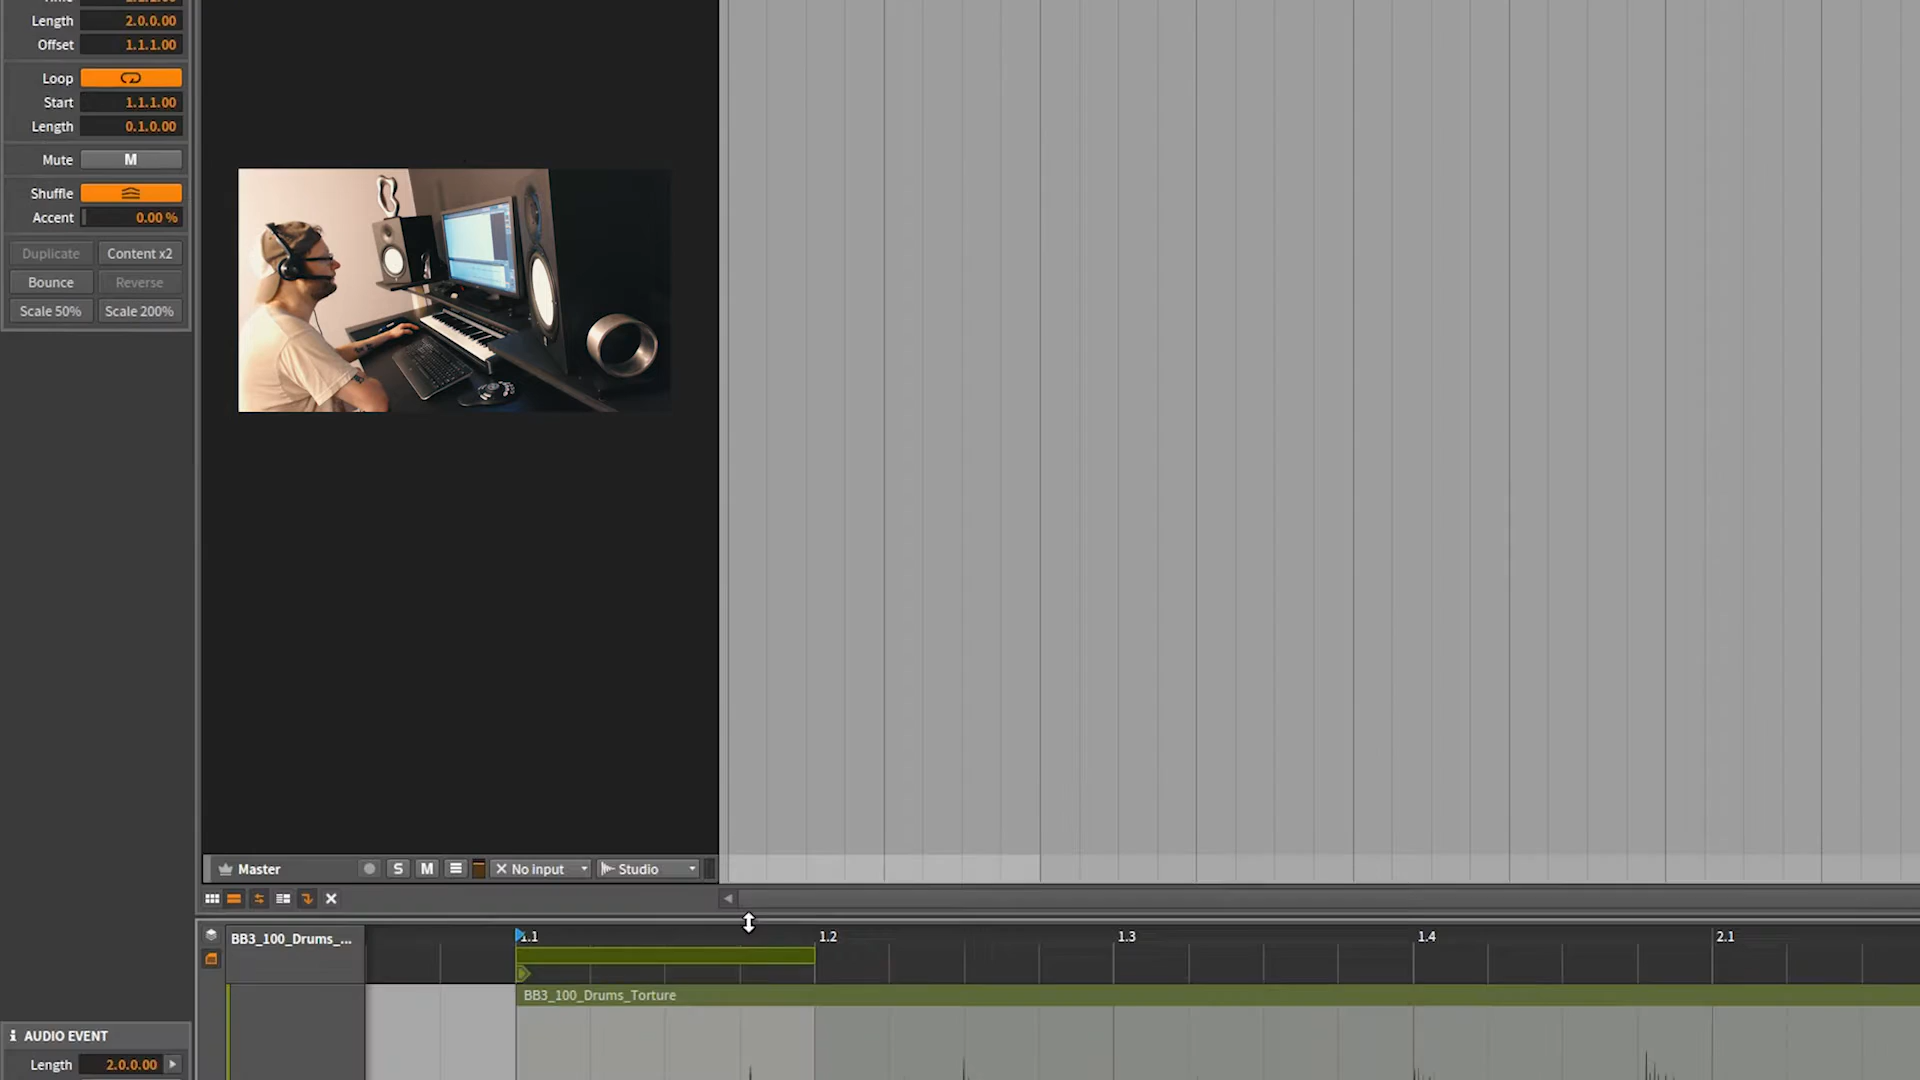 Length 2.0.0.00
Offset 1.1.1.00
Loop
Start 1.1.1.00
Length 0.1.0.00
Mute M
Shuffle
Accent 0.00 %
Duplicate Content x2
Bounce Reverse
Scale 50% Scale 200%
Master S M No input Studio
BB3_100_Drums_... 1.1 1.2 1.3 1.4 2.1
BB3_100_Drums_Torture
AUDIO EVENT
Length 2.0.0.00